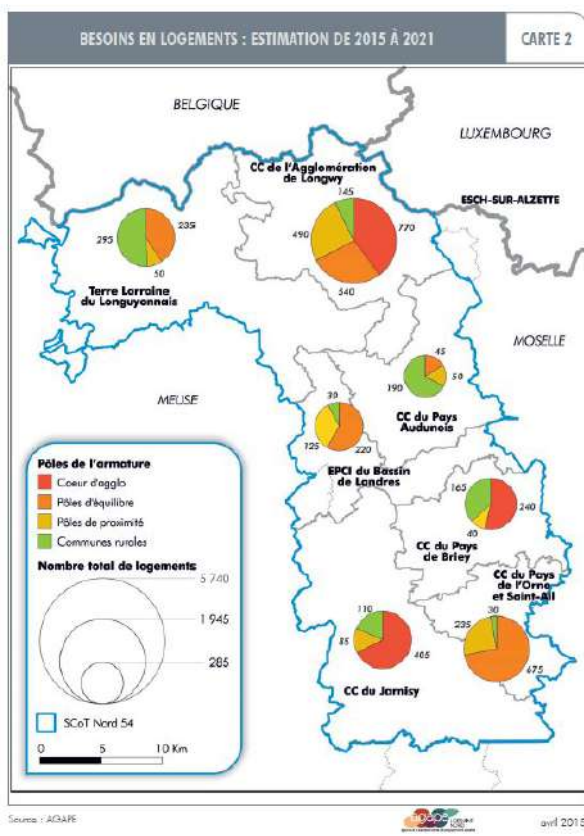 BESOINS EN LOGEMENTS : ESTIMATION DE 2015 À 2021
CARTE 2
BELGIQUE
LUXEMBOURG
CC de l'Agglomération
de Longwy
ESCH-SUR-ALZETTE
145
770
490
540
235
295
50
Terre Lorraine
du Longuyonnais
MOSELLE
MEUSE
45
50
190
CC du Pays
Audunois
30
125
220
EPCI du Bassin
de Landres
165
240
40
CC du Pays
de Briey
CC du Pays
de l'Orne
et Saint-Ail
30
235
675
110
85
405
CC du Jarnisy
Pôles de l'armature
Coeur d'agglo
Pôles d'équilibre
Pôles de proximité
Communes rurales
Nombre total de logements
5 740
1 945
285
SCoT Nord 54
0 5 10 Km
Source : AGAPE
agape LORRAINE NORD
avril 2015